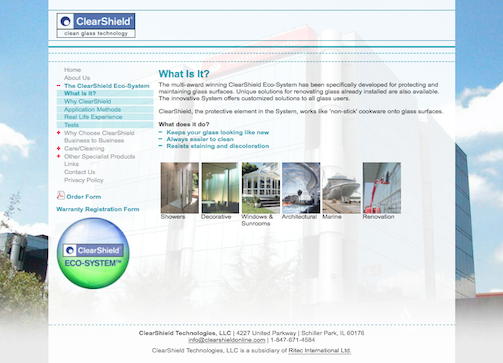 ClearShield®
clean glass technology
Home
About Us
The ClearShield Eco-System
What Is It?
Why ClearShield
Application Methods
Real Life Experience
Tests
Why Choose ClearShield
Business to Business
Care/Cleaning
Other Specialist Products
Links
Contact Us
Privacy Policy
Order Form
Warranty Registration Form
ClearShield®
ECO-SYSTEM™
What Is It?
The multi-award winning ClearShield Eco-System has been specifically developed for protecting and
maintaining glass surfaces. Unique solutions for renovating glass already installed are also available.
The innovative System offers customized solutions to all glass users.
ClearShield, the protective element in the System, works like 'non-stick' cookware onto glass surfaces.
What does it do?
Keeps your glass looking like new
Always easier to clean
Resists staining and discoloration
Showers Decorative Windows & Architectural Marine Renovation
Sunrooms
ClearShield Technologies, LLC | 4227 United Parkway | Schiller Park, IL 60176
info@clearshieldonline.com | 1-847-671-4584
ClearShield Technologies, LLC is a subsidiary of Ritec International Ltd.